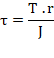 τ = T . r / J